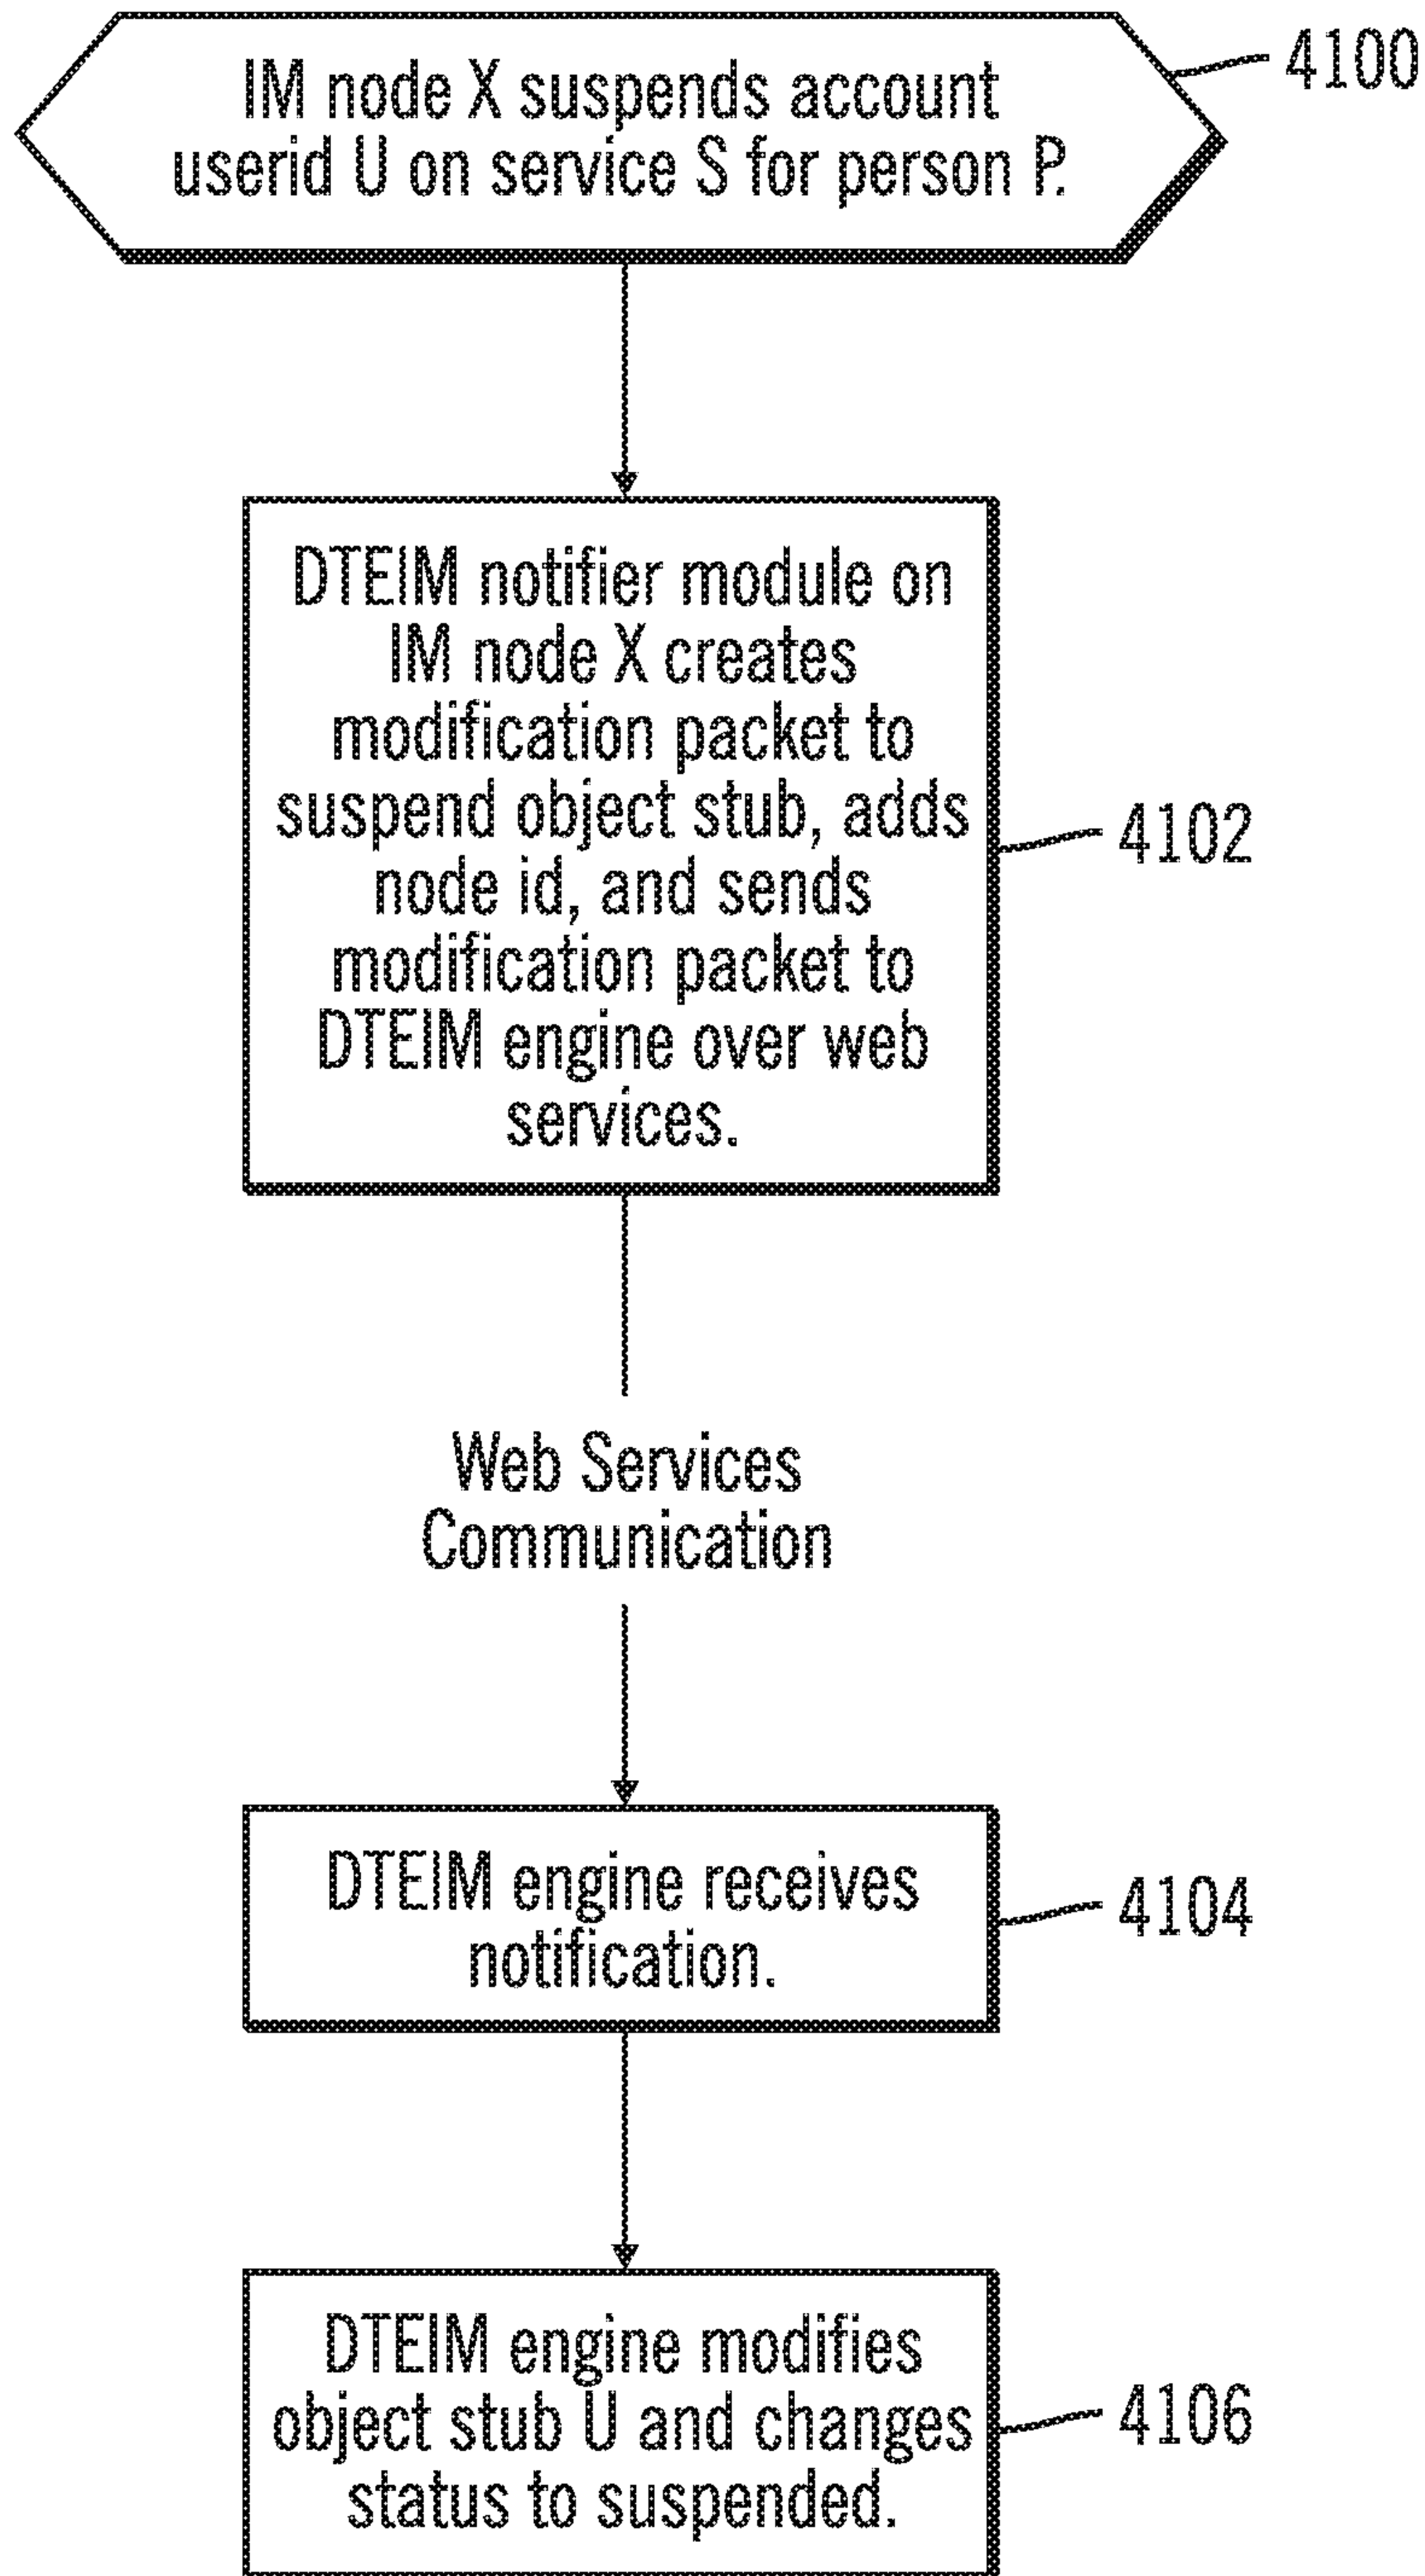 IM node X suspends account
userid U on service S for person P.
4100
DTEIM notifier module on
IM node X creates
modification packet to
suspend object stub, adds
node id, and sends
modification packet to
DTEIM engine over web
services.
4102
Web Services
Communication
DTEIM engine receives
notification.
4104
DTEIM engine modifies
object stub U and changes
status to suspended.
4106